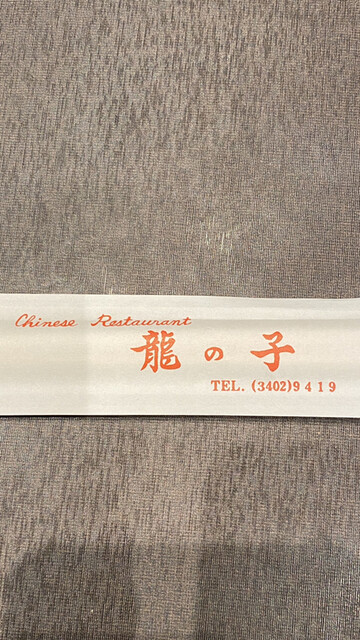 Chinese Restaurant
龍の子
TEL. (3402)9419